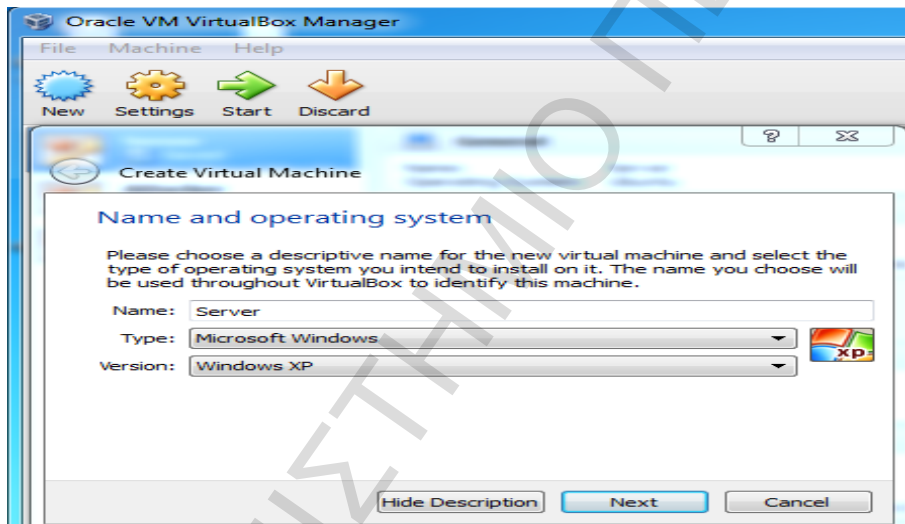 Oracle VM VirtualBox Manager
File Machine Help
New Settings Start Discard
Create Virtual Machine
Name and operating system
Please choose a descriptive name for the new virtual machine and select the
type of operating system you intend to install on it. The name you choose will
be used throughout VirtualBox to identify this machine.
Name: Server
Type: Microsoft Windows
Version: Windows XP
xp
Hide Description Next Cancel